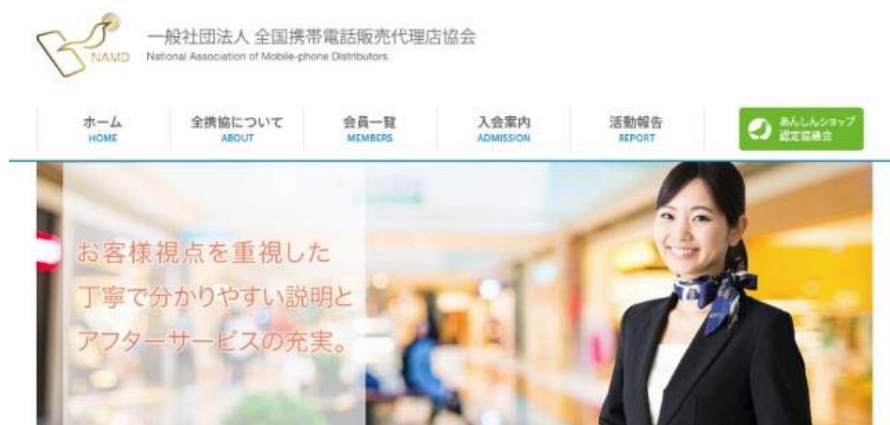 NAMD
一般社団法人 全国携帯電話販売代理店協会
National Association of Mobile-phone Distributors
ホーム
HOME
全携協について
ABOUT
会員一覧
MEMBERS
入会案内
ADMISSION
活動報告
REPORT
あんしんショップ
認定協議会
お客様視点を重視した
丁寧で分かりやすい説明と
アフターサービスの充実。